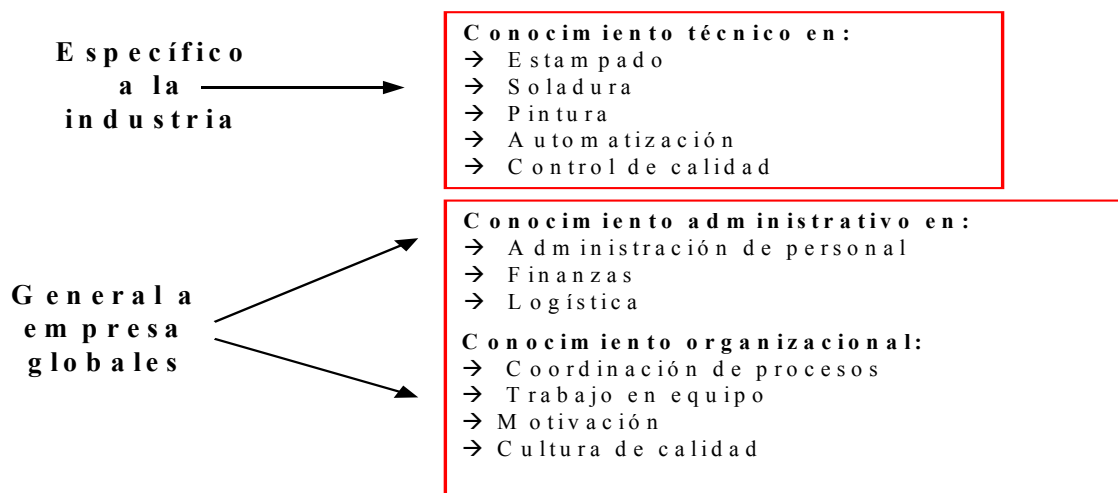 Específico
a la
industria
Conocimiento técnico en:
→ Estampado
→ Soladura
→ Pintura
→ Automatización
→ Control de calidad
General a
empresa
globales
Conocimiento administrativo en:
→ Administración de personal
→ Finanzas
→ Logística
Conocimiento organizacional:
→ Coordinación de procesos
→ Trabajo en equipo
→ Motivación
→ Cultura de calidad